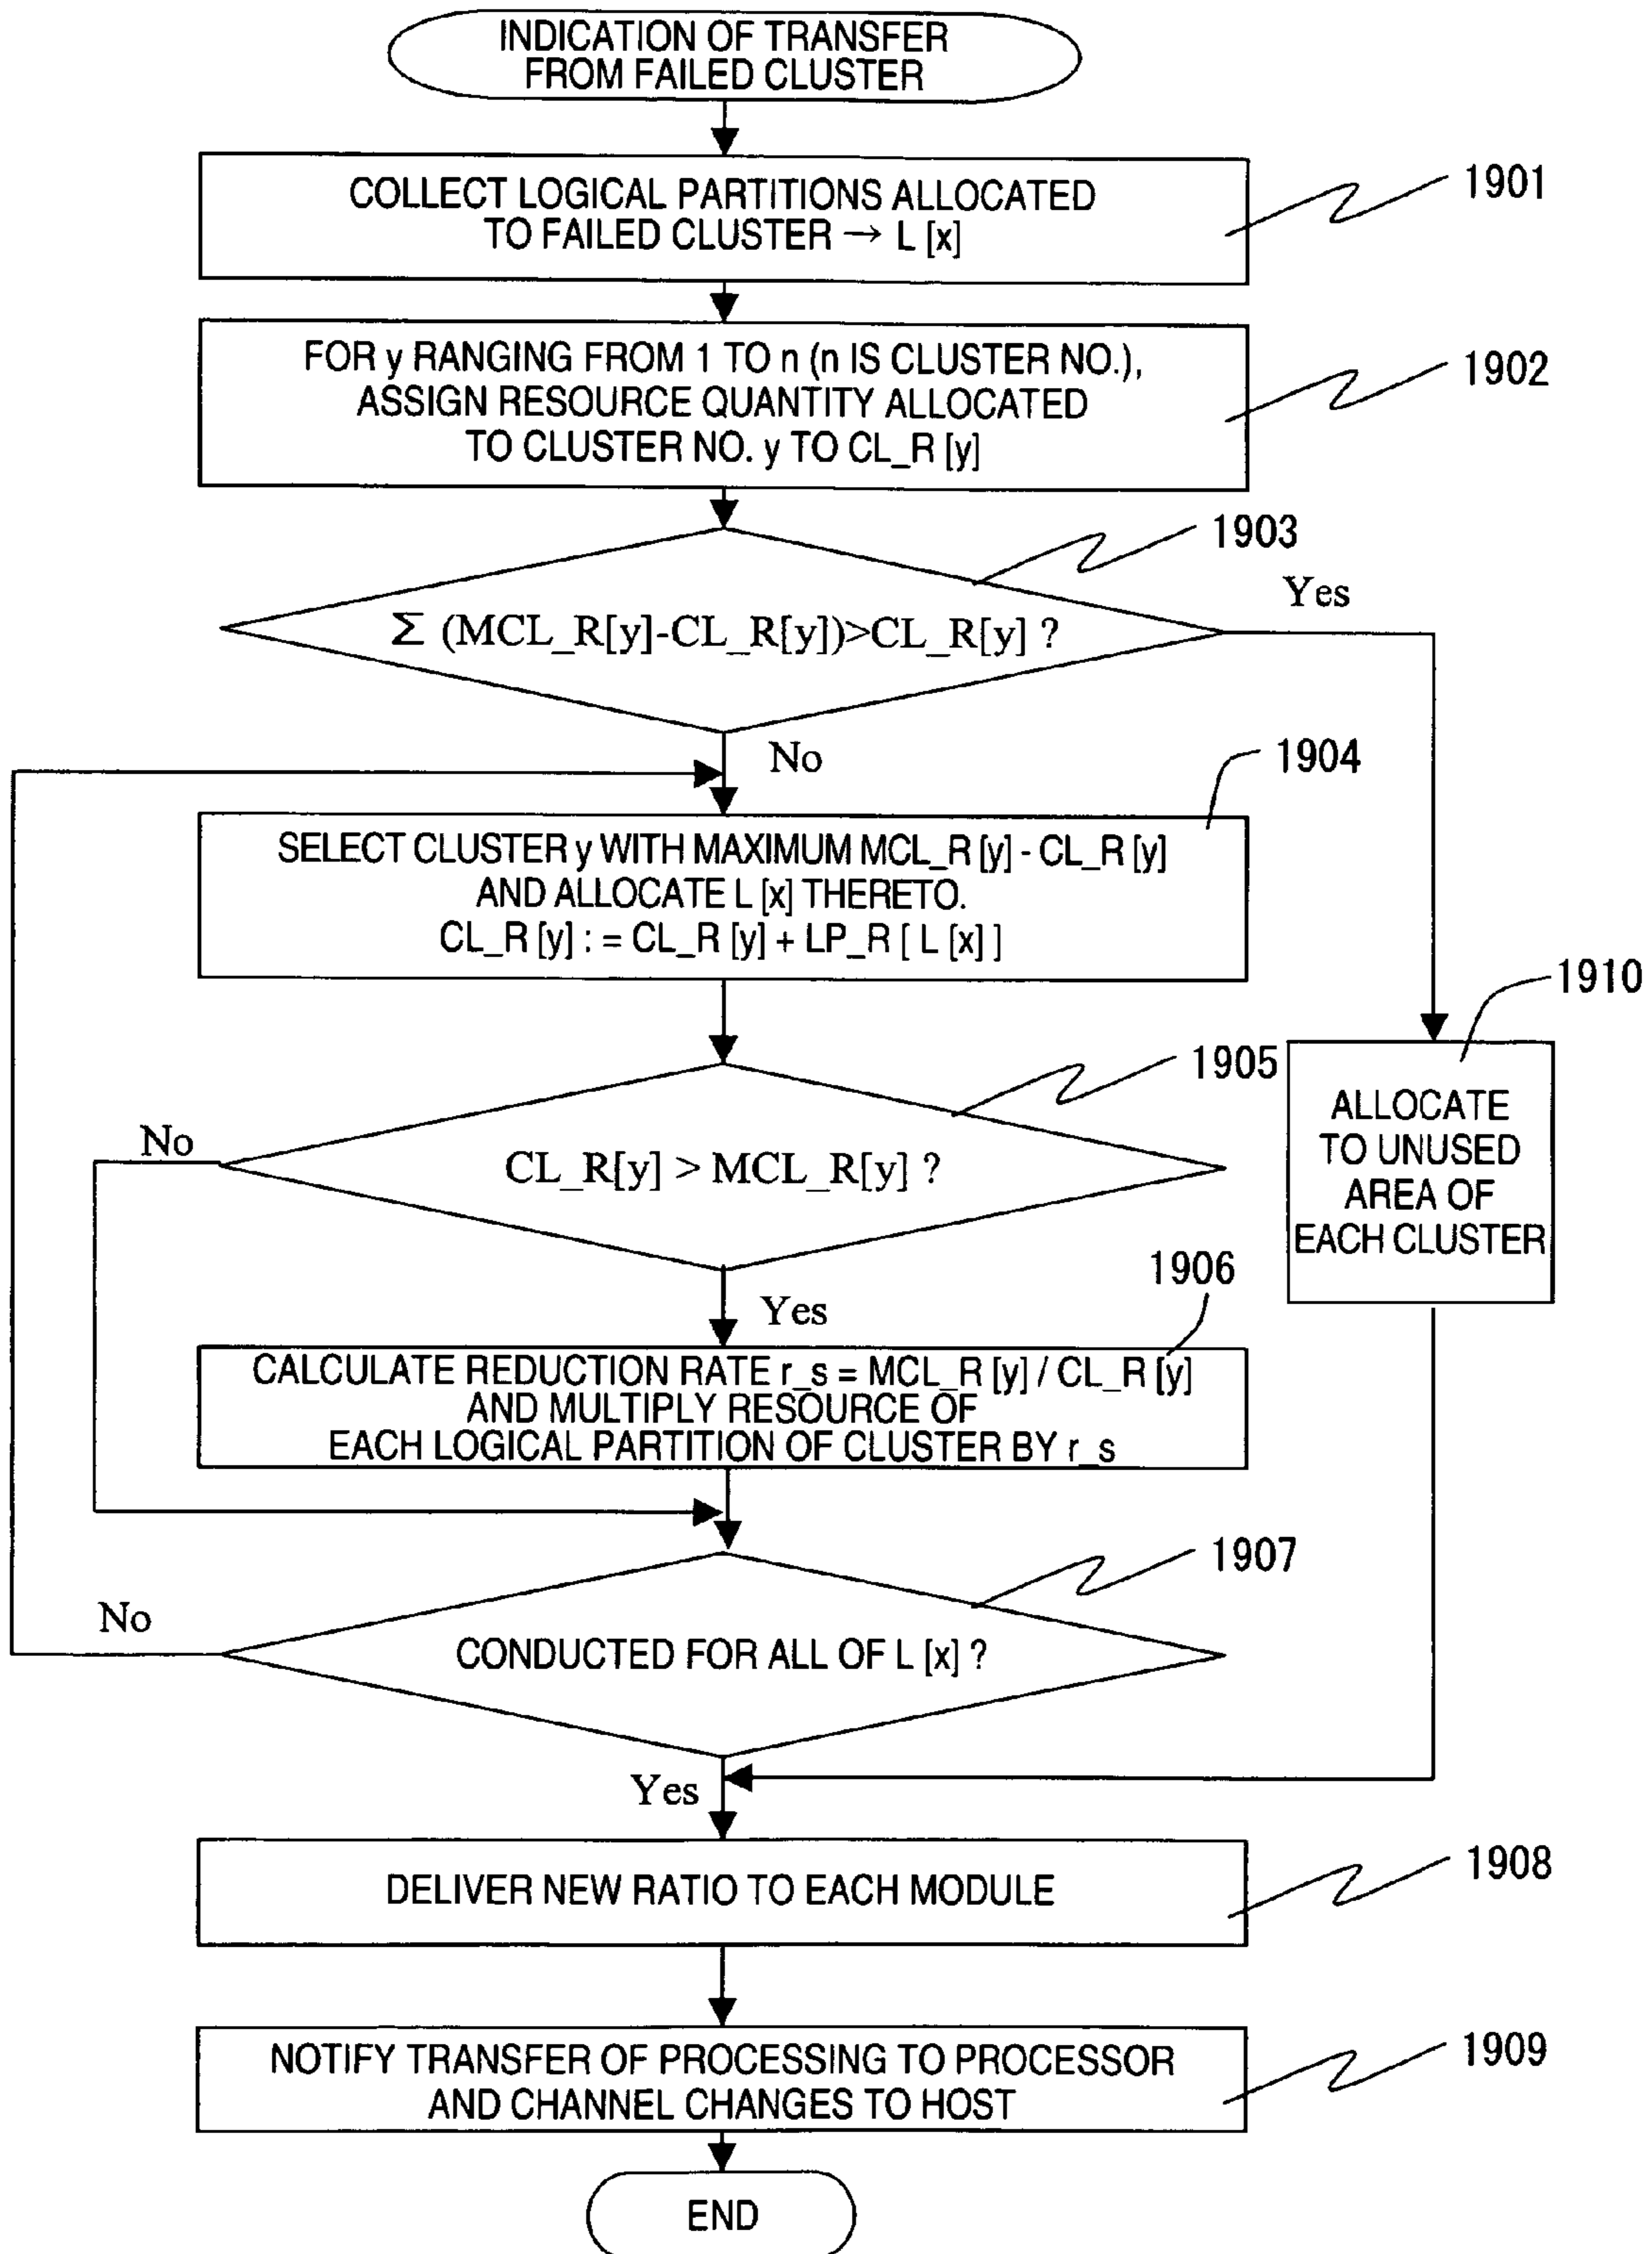 INDICATION OF TRANSFER
FROM FAILED CLUSTER
COLLECT LOGICAL PARTITIONS ALLOCATED
TO FAILED CLUSTER → L [x]
1901
FOR y RANGING FROM 1 TO n (n IS CLUSTER NO.),
ASSIGN RESOURCE QUANTITY ALLOCATED
TO CLUSTER NO. y TO CL_R [y]
1902
1903
Σ (MCL_R[y]-CL_R[y])>CL_R[y] ?
Yes
No
1904
SELECT CLUSTER y WITH MAXIMUM MCL_R [y] - CL_R [y]
AND ALLOCATE L [x] THERETO.
CL_R [y] : = CL_R [y] + LP_R [ L [x] ]
1910
ALLOCATE
TO UNUSED
AREA OF
EACH CLUSTER
1905
No
CL_R[y] > MCL_R[y] ?
Yes
1906
CALCULATE REDUCTION RATE r_s = MCL_R [y] / CL_R [y]
AND MULTIPLY RESOURCE OF
EACH LOGICAL PARTITION OF CLUSTER BY r_s
1907
No
CONDUCTED FOR ALL OF L [x] ?
Yes
DELIVER NEW RATIO TO EACH MODULE
1908
NOTIFY TRANSFER OF PROCESSING TO PROCESSOR
AND CHANNEL CHANGES TO HOST
1909
END